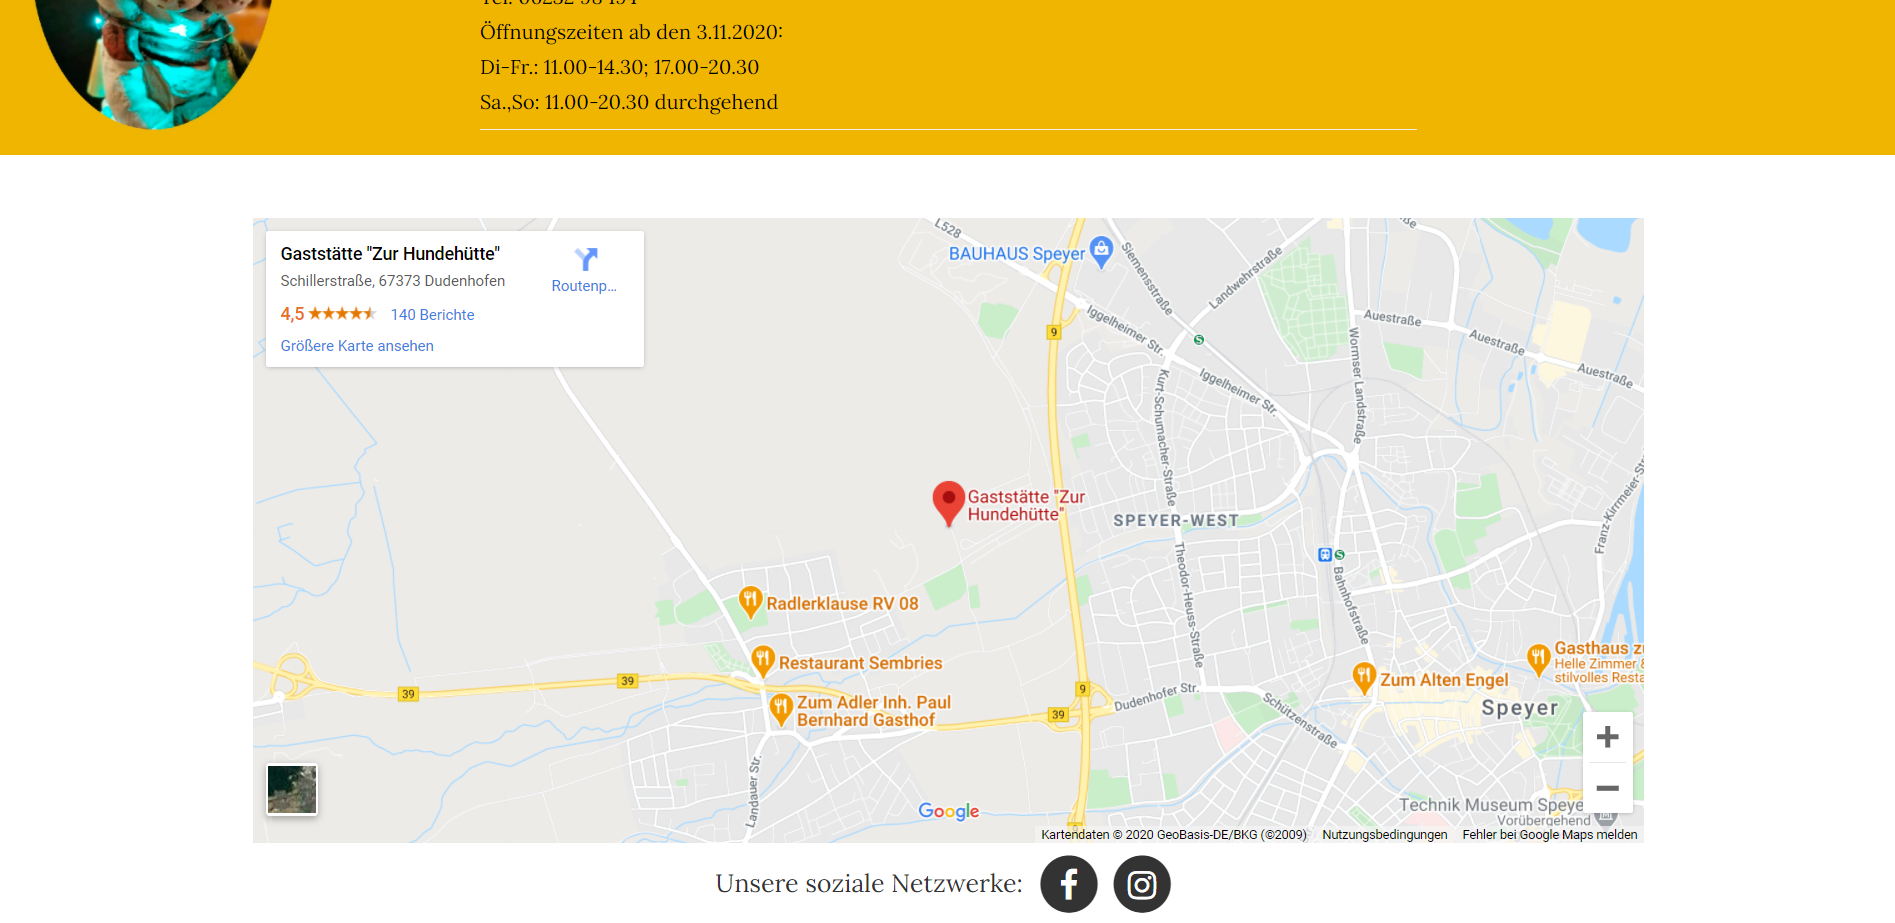 Öffnungszeiten ab den 3.11.2020:
Di-Fr.: 11.00-14.30; 17.00-20.30
Sa.,So: 11.00-20.30 durchgehend
Gaststätte "Zur Hundehütte"
Schillerstraße, 67373 Dudenhofen
Routenp...
4,5
140 Berichte
Größere Karte ansehen
L528
BAUHAUS Speyer
Siemensstraße
Landwehrstraße
Iggelheimer Str.
9
Auestraße
Auestraße
Auestraße
Wormser Landstraße
S
Kurt-Schumacher-Straße
Iggelheimer Str.
Gaststätte "Zur
Hundehütte"
SPEYER-WEST
Franz-Kirrmeier-Str
S
Theodor-Heuss-Straße
Bahnhofstraße
Radlerklause RV 08
Restaurant Sembries
Gasthaus zu
Helle Zimmer &
stilvolles Resta
39
39
9
Zum Alten Engel
Zum Adler Inh. Paul
Bernhard Gasthof
39
Dudenhofer Str.
Schützenstraße
Speyer
Landauer Str.
Technik Museum Speye
Vorübergehend
9
Google
Kartendaten © 2020 GeoBasis-DE/BKG (©2009)
Nutzungsbedingungen
Fehler bei Google Maps melden
Unsere soziale Netzwerke: